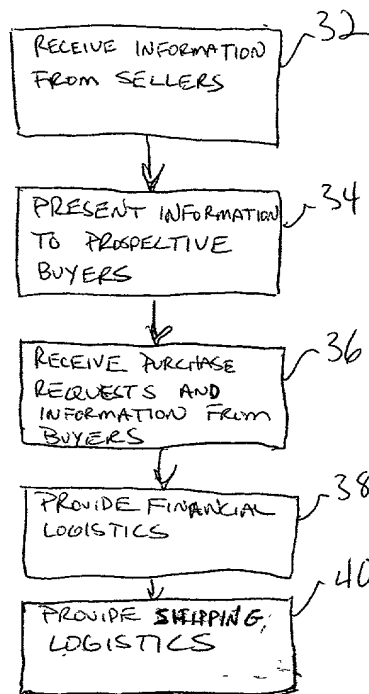 32
RECEIVE INFORMATION
FROM SELLERS
34
PRESENT INFORMATION
TO PROSPECTIVE
BUYERS
36
RECEIVE PURCHASE
REQUESTS AND
INFORMATION FROM
BUYERS
38
PROVIDE FINANCIAL
LOGISTICS
40
PROVIDE SHIPPING
LOGISTICS